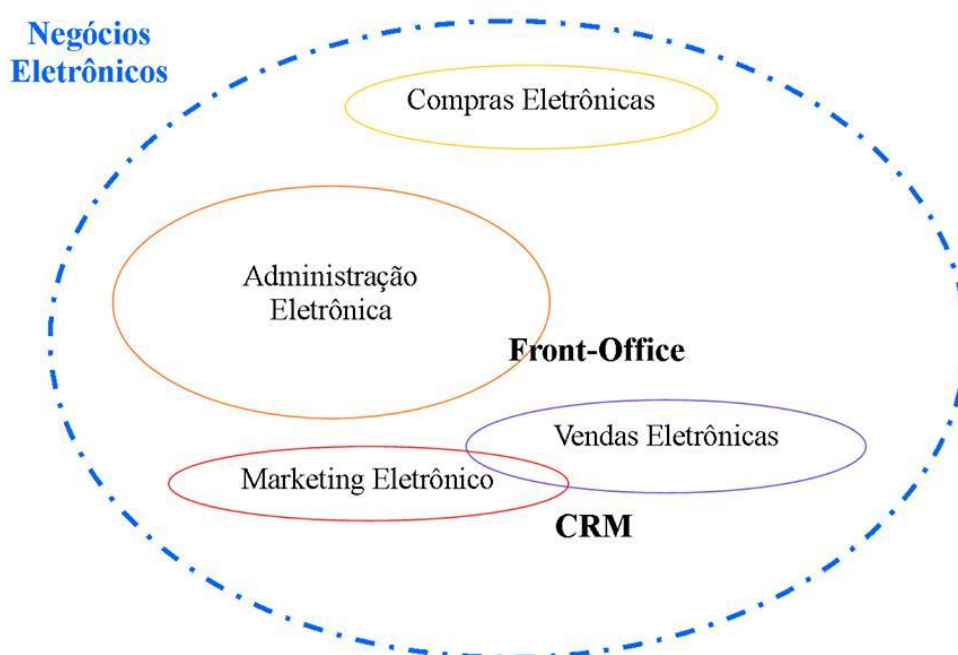 Negócios
Eletrônicos
Compras Eletrônicas
Administração
Eletrônica
Front-Office
Vendas Eletrônicas
Marketing Eletrônico
CRM